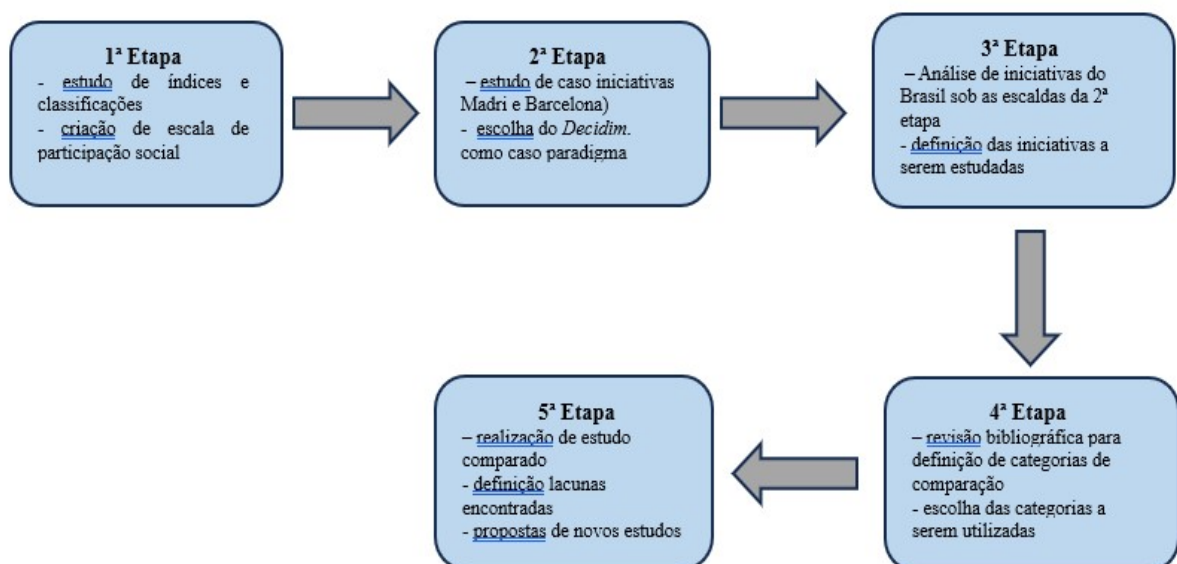 1ª Etapa
- estudo de índices e
classificações
- criação de escala de
participação social
2ª Etapa
– estudo de caso iniciativas
Madri e Barcelona)
- escolha do Decidim.
como caso paradigma
3ª Etapa
– Análise de iniciativas do
Brasil sob as escaldas da 2ª
etapa
- definição das iniciativas a
serem estudadas
4ª Etapa
– revisão bibliográfica para
definição de categorias de
comparação
- escolha das categorias a
serem utilizadas
5ª Etapa
– realização de estudo
comparado
- definição lacunas
encontradas
- propostas de novos estudos